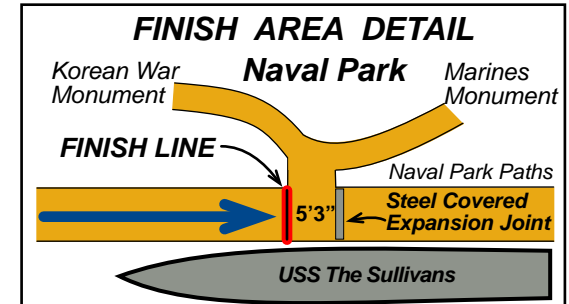 FINISH AREA DETAIL
Naval Park
Korean War
Monument
Marines
Monument
FINISH LINE
Naval Park Paths
5'3”
Steel Covered
Expansion Joint
USS The Sullivans